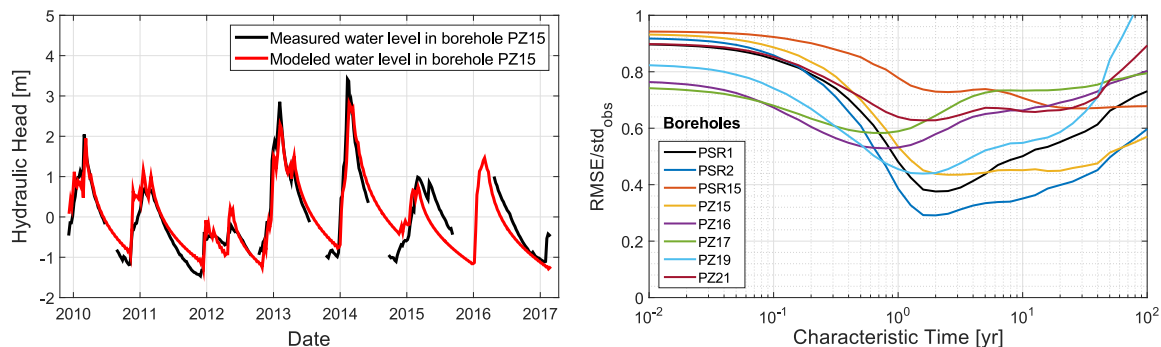 5
4
3
2
1
0
-1
-2
Hydraulic Head [m]
Measured water level in borehole PZ15
Modeled water level in borehole PZ15
2010 2011 2012 2013 2014 2015 2016 2017
Date
1
0.8
0.6
0.4
0.2
0
RMSE/std_obs
Boreholes
PSR1
PSR2
PSR15
PZ15
PZ16
PZ17
PZ19
PZ21
10^-2 10^-1 10^0 10^1 10^2
Characteristic Time [yr]